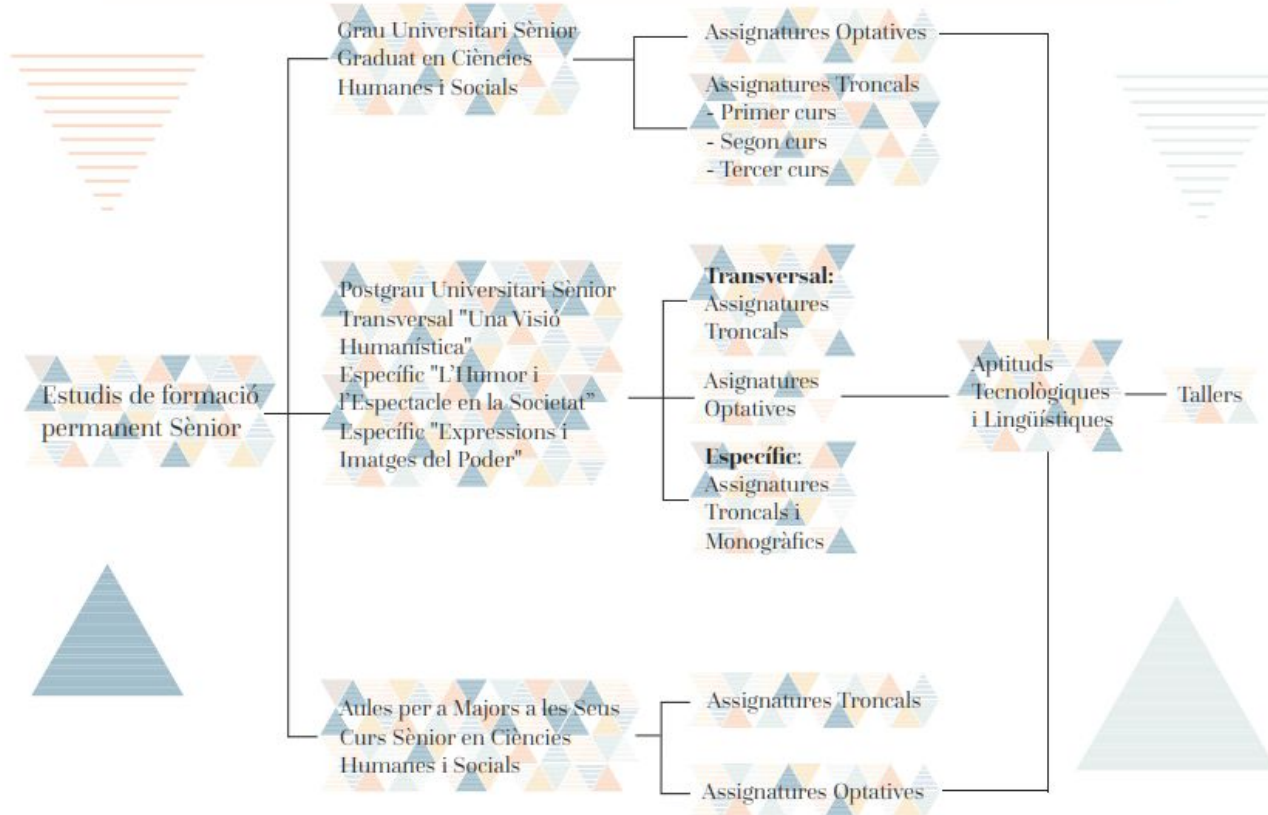 Grau Universitari Sènior
Graduat en Ciències
Humanes i Socials
Assignatures Optatives
Assignatures Troncals
- Primer curs
- Segon curs
- Tercer curs
Estudis de formació
permanent Sènior
Postgrau Universitari Sènior
Transversal "Una Visió
Humanística"
Específic "L'Humor i
l'Espectacle en la Societat"
Específic "Expressions i
Imatges del Poder"
Transversal:
Assignatures
Troncals
Asignatures
Optatives
Específic:
Assignatures
Troncals i
Monogràfics
Aptituds
Tecnològiques
i Lingüístiques
Tallers
Aules per a Majors a les Seus
Curs Sènior en Ciències
Humanes i Socials
Assignatures Troncals
Assignatures Optatives